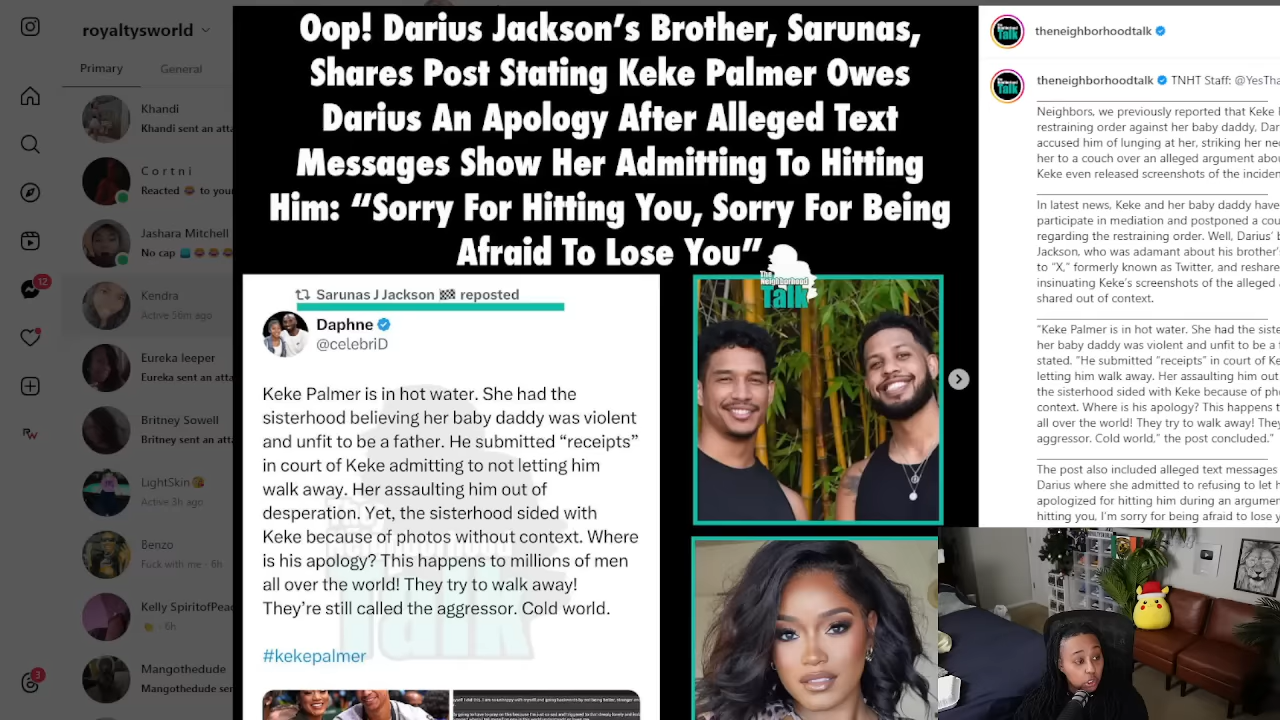 royaltysworld
Primary
General
Khandi
Khandi sent an atta
C o r t n i
Reacted 😂 to your
Jashara Mitchell
No cap 🧢😂😂😂
Kendra
Active 56m ago
Eureka leeper
Eureka sent an atta
Britney Sowell
Britney sent an atta
LightSkin
Active 3h ago
Benzo
Fuck with me · 6h
Kelly SpiritofPeac
· 6h
Mangothedude
Mangothedude sen
12
3
Oop! Darius Jackson's Brother, Sarunas,
Shares Post Stating Keke Palmer Owes
Darius An Apology After Alleged Text
Messages Show Her Admitting To Hitting
Him: “Sorry For Hitting You, Sorry For Being
Afraid To Lose You”
The
Neighborhood
Talk
Sarunas J Jackson 🏁 reposted
Daphne
@celebriD
Keke Palmer is in hot water. She had the
sisterhood believing her baby daddy was violent
and unfit to be a father. He submitted “receipts”
in court of Keke admitting to not letting him
walk away. Her assaulting him out of
desperation. Yet, the sisterhood sided with
Keke because of photos without context. Where
is his apology? This happens to millions of men
all over the world! They try to walk away!
They’re still called the aggressor. Cold world.
#kekepalmer
theneighborhoodtalk
theneighborhoodtalk TNHT Staff: @YesTha
Neighbors, we previously reported that Keke
restraining order against her baby daddy, Dar
accused him of lunging at her, striking her nec
her to a couch over an alleged argument abou
Keke even released screenshots of the inciden
In latest news, Keke and her baby daddy have
participate in mediation and postponed a cou
regarding the restraining order. Well, Darius’ b
Jackson, who was adamant about his brother’s
to “X,” formerly known as Twitter, and reshare
insinuating Keke’s screenshots of the alleged a
shared out of context.
“Keke Palmer is in hot water. She had the siste
her baby daddy was violent and unfit to be a f
stated. “He submitted “receipts” in court of Ke
letting him walk away. Her assaulting him out
the sisterhood sided with Keke because of pho
context. Where is his apology? This happens t
all over the world! They try to walk away! They
aggressor. Cold world,” the post concluded.”
The post also included alleged text messages
Darius where she admitted to refusing to let h
apologized for hitting him during an argumen
hitting you, I’m sorry for being afraid to lose y